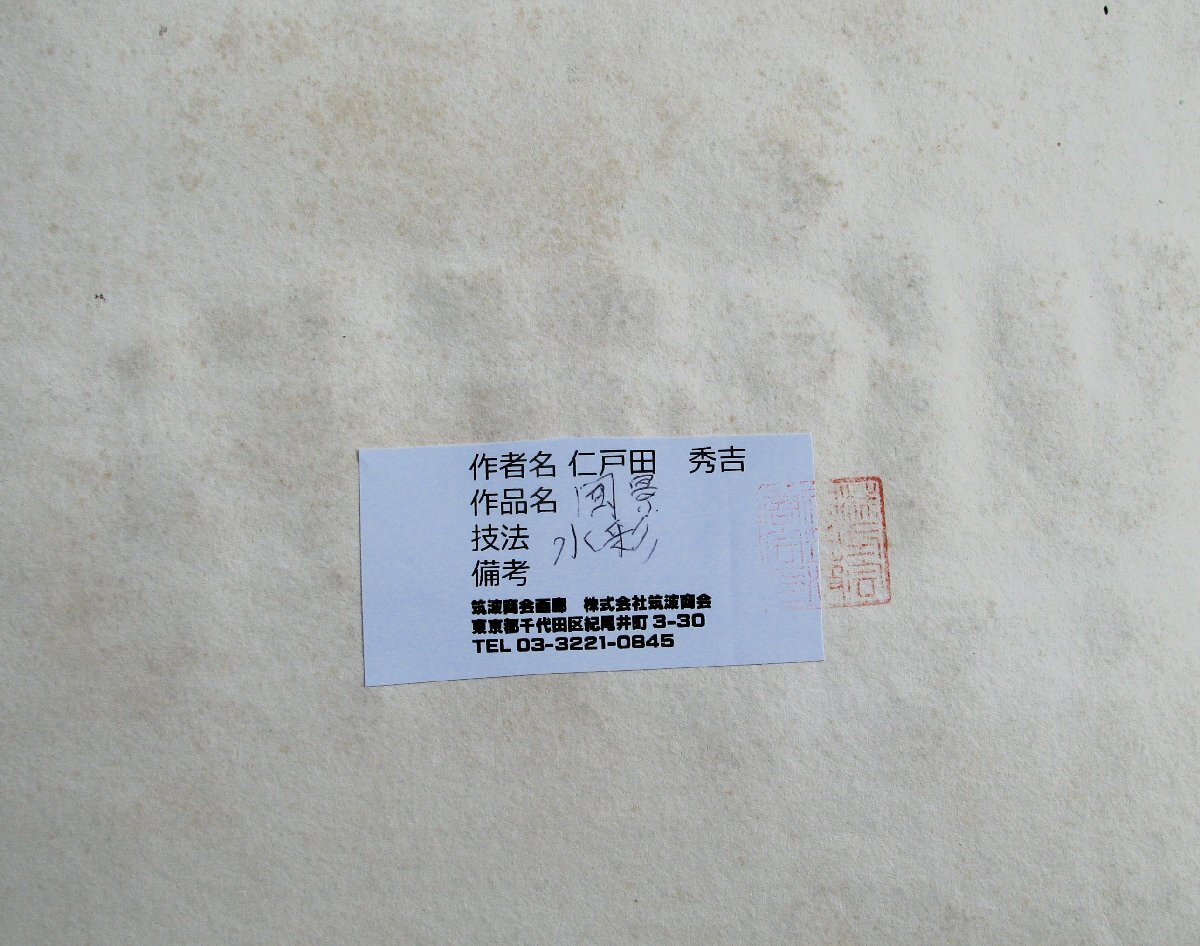 作者名 仁戸田 秀吉
作品名 風景
技法 水彩
備考
筑波商会画廊 株式会社筑波商会
東京都千代田区紀尾井町 3-30
TEL 03-3221-0845